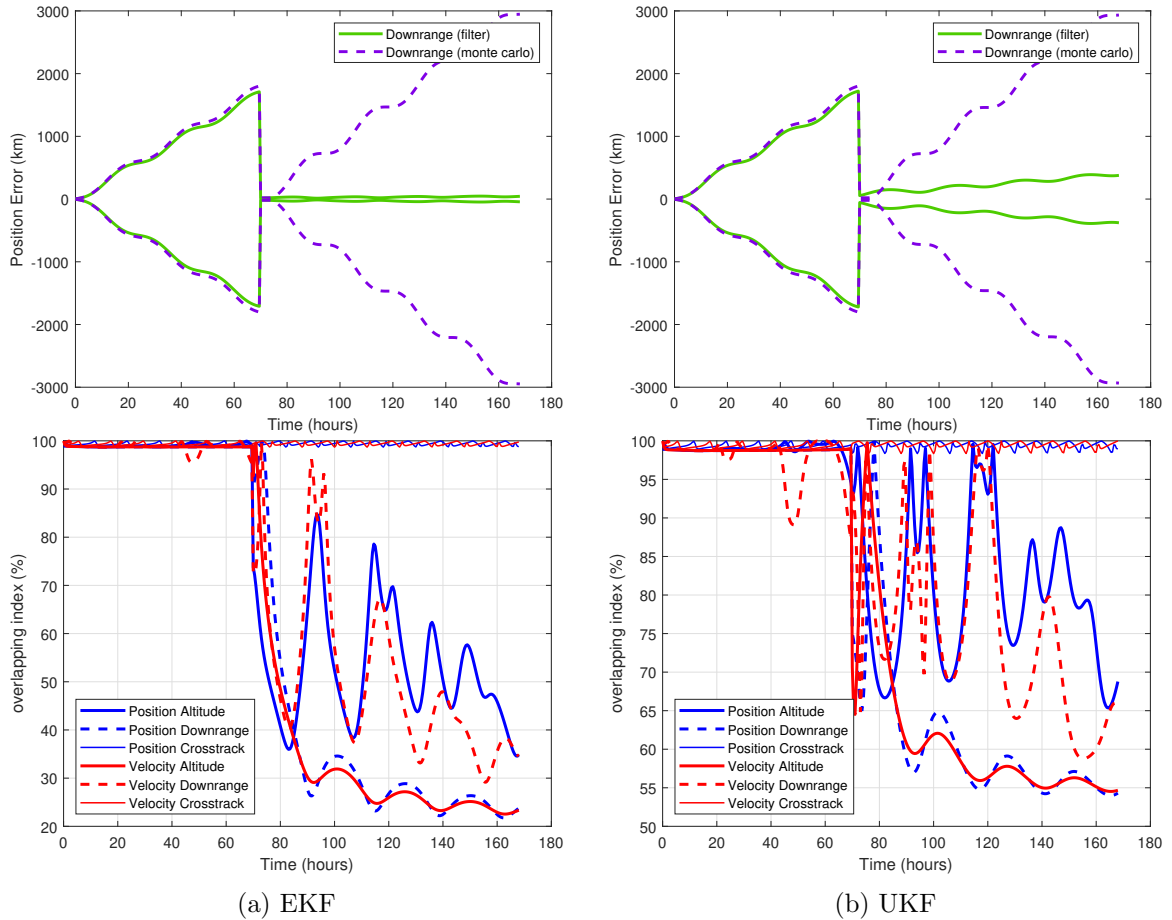 3000
2000
1000
0
-1000
-2000
-3000
Position Error (km)
Downrange (filter)
Downrange (monte carlo)
0 20 40 60 80 100 120 140 160 180
Time (hours)
3000
2000
1000
0
-1000
-2000
-3000
Position Error (km)
Downrange (filter)
Downrange (monte carlo)
0 20 40 60 80 100 120 140 160 180
Time (hours)
100
90
80
70
60
50
40
30
20
overlapping index (%)
Position Altitude
Position Downrange
Position Crosstrack
Velocity Altitude
Velocity Downrange
Velocity Crosstrack
0 20 40 60 80 100 120 140 160 180
Time (hours)
100
95
90
85
80
75
70
65
60
55
50
overlapping index (%)
Position Altitude
Position Downrange
Position Crosstrack
Velocity Altitude
Velocity Downrange
Velocity Crosstrack
0 20 40 60 80 100 120 140 160 180
Time (hours)
(a) EKF
(b) UKF